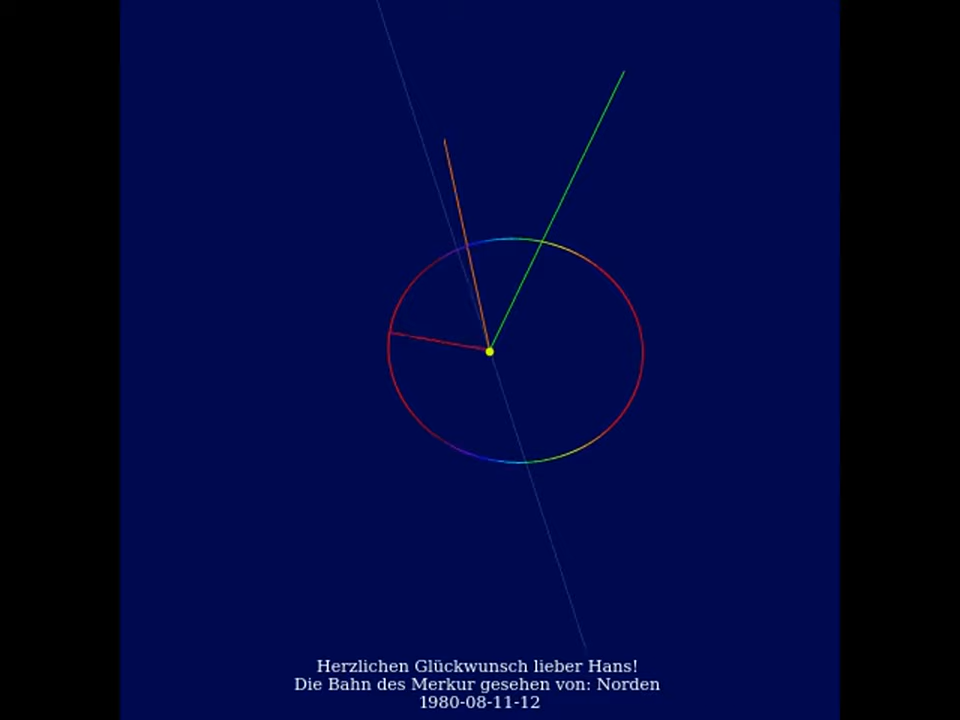 Herzlichen Glückwunsch lieber Hans!
Die Bahn des Merkur gesehen von: Norden
1980-08-11-12